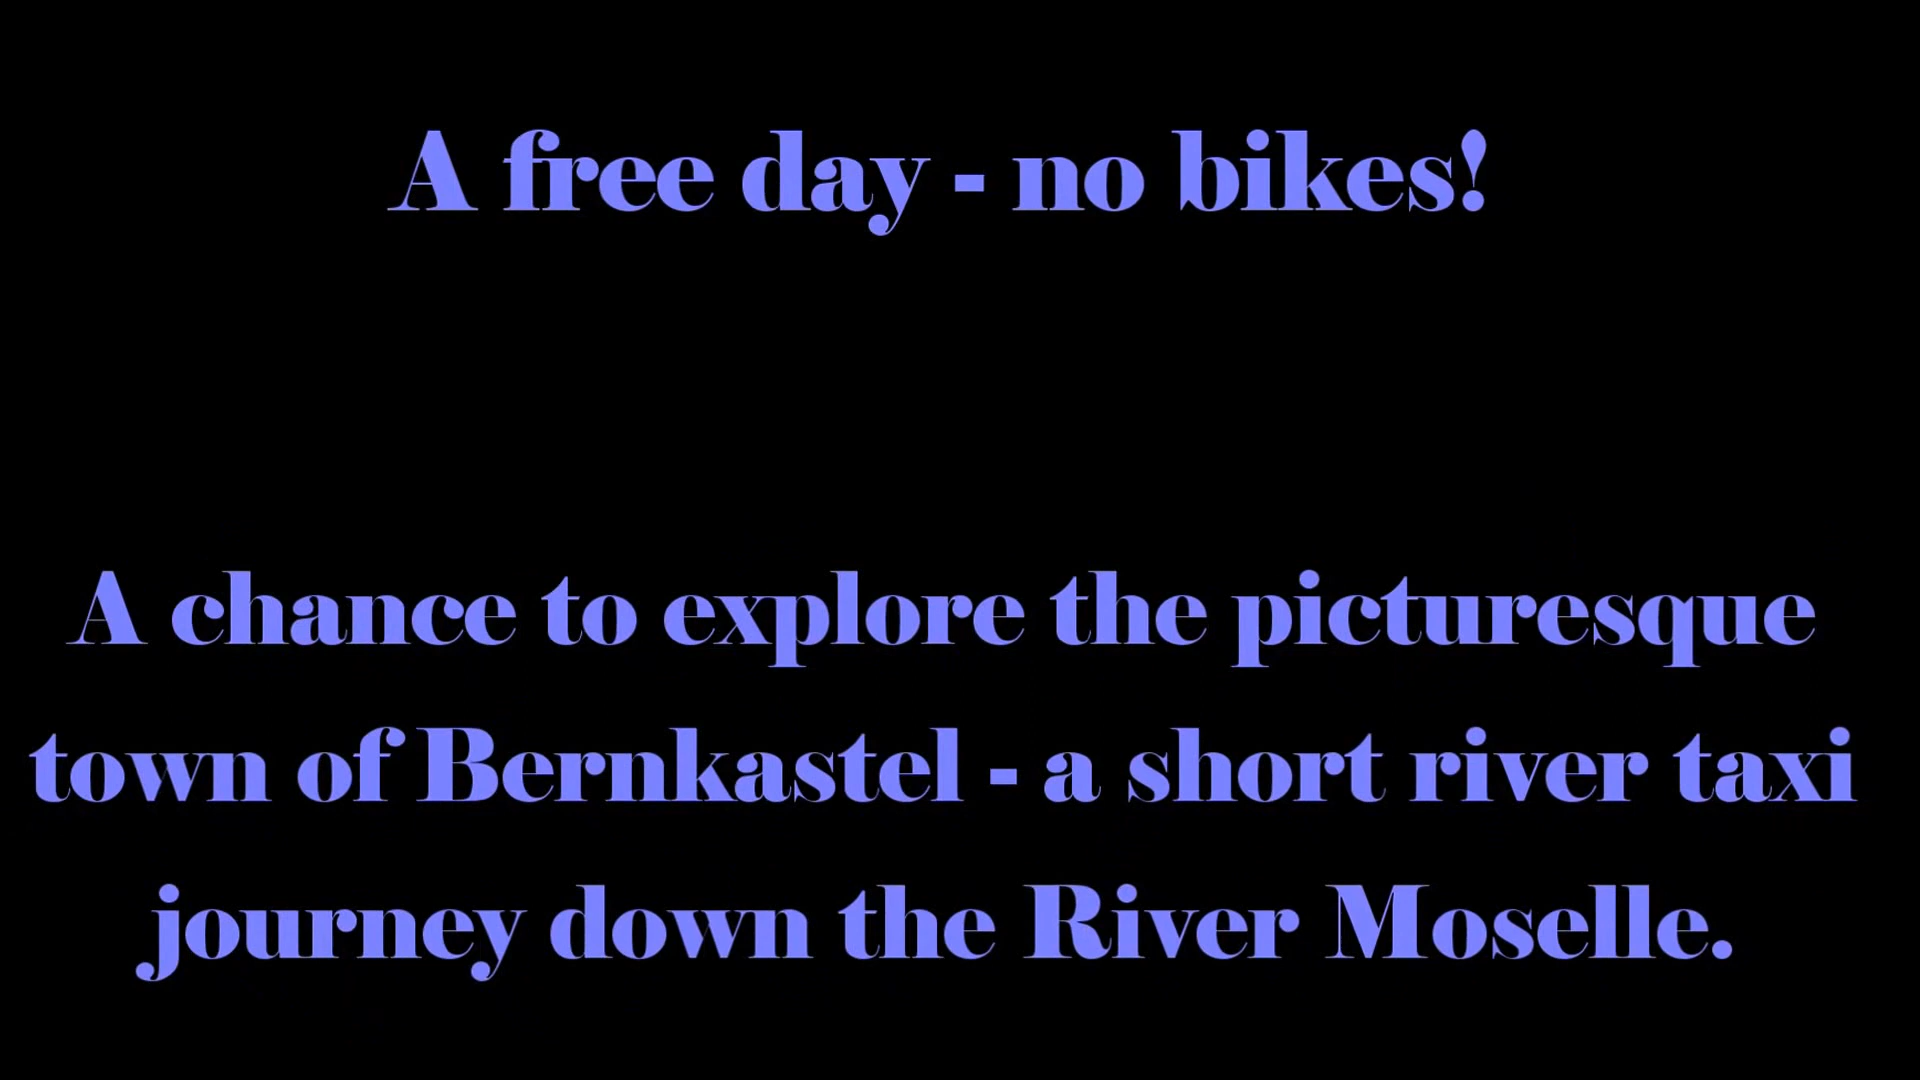 A free day - no bikes!
A chance to explore the picturesque
town of Bernkastel - a short river taxi
journey down the River Moselle.